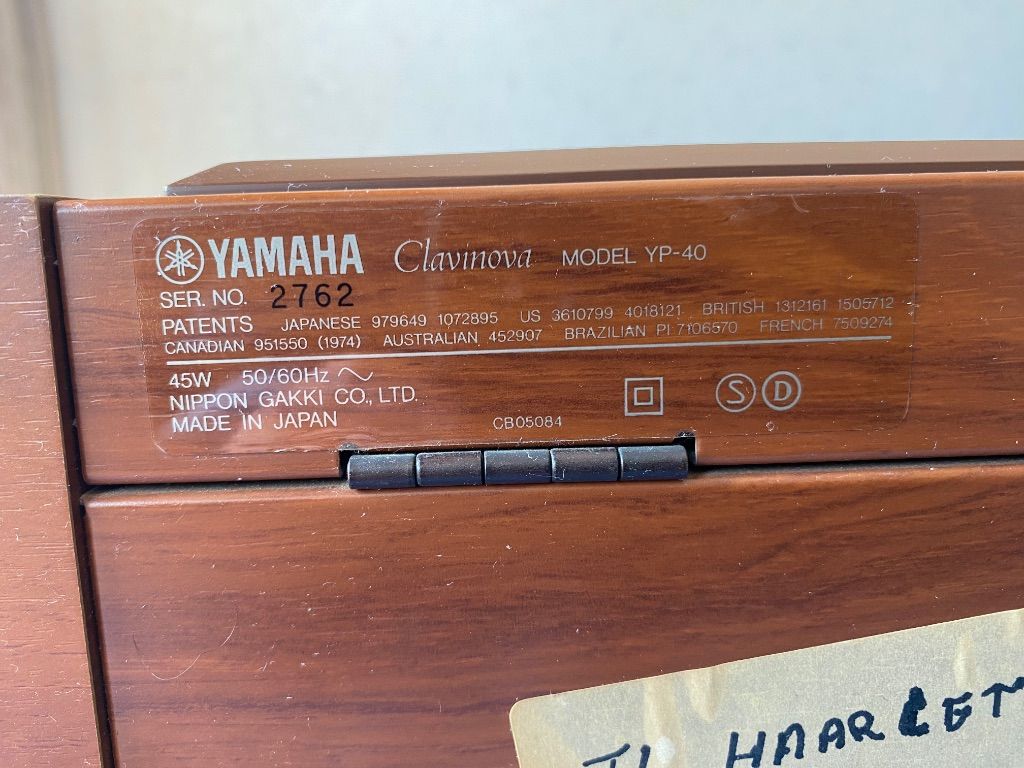 YAMAHA Clavinova MODEL YP-40
SER. NO. 2762
PATENTS JAPANESE 979649 1072895 US 3610799 4018121 BRITISH 1312161 1505712
CANADIAN 951550 (1974) AUSTRALIAN 452907 BRAZILIAN PI 7106570 FRENCH 7509274
45W 50/60Hz
NIPPON GAKKI CO., LTD.
MADE IN JAPAN
CB05084
S D